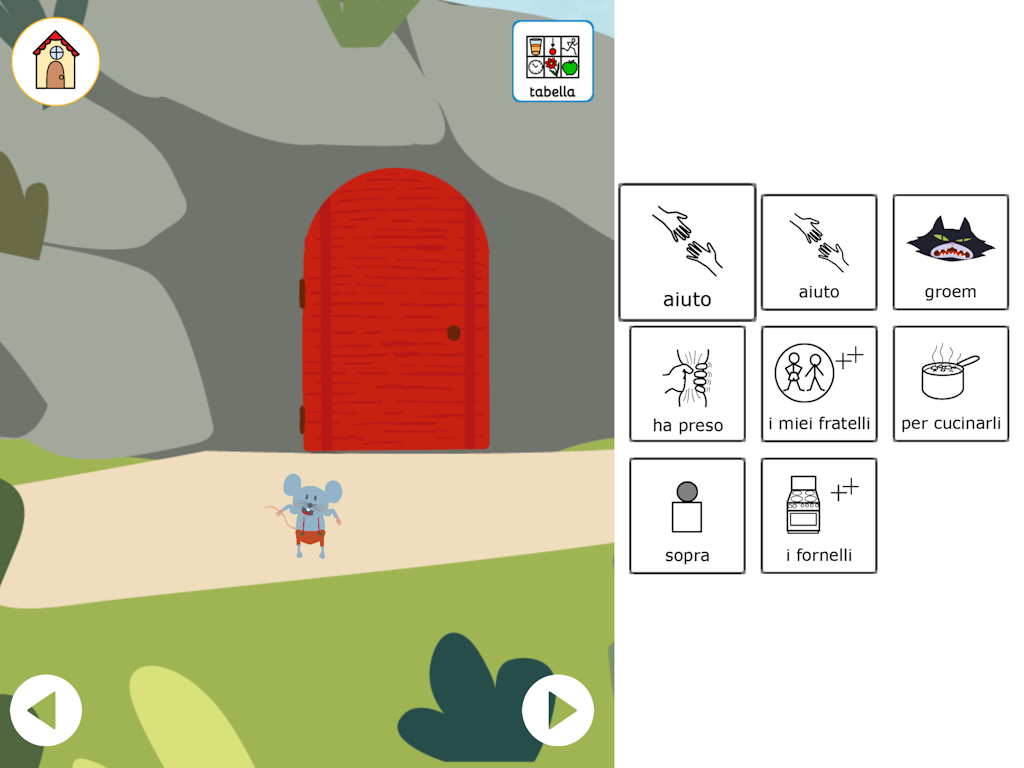 tabella
aiuto
aiuto
groem
ha preso
i miei fratelli
per cucinarli
sopra
i fornelli